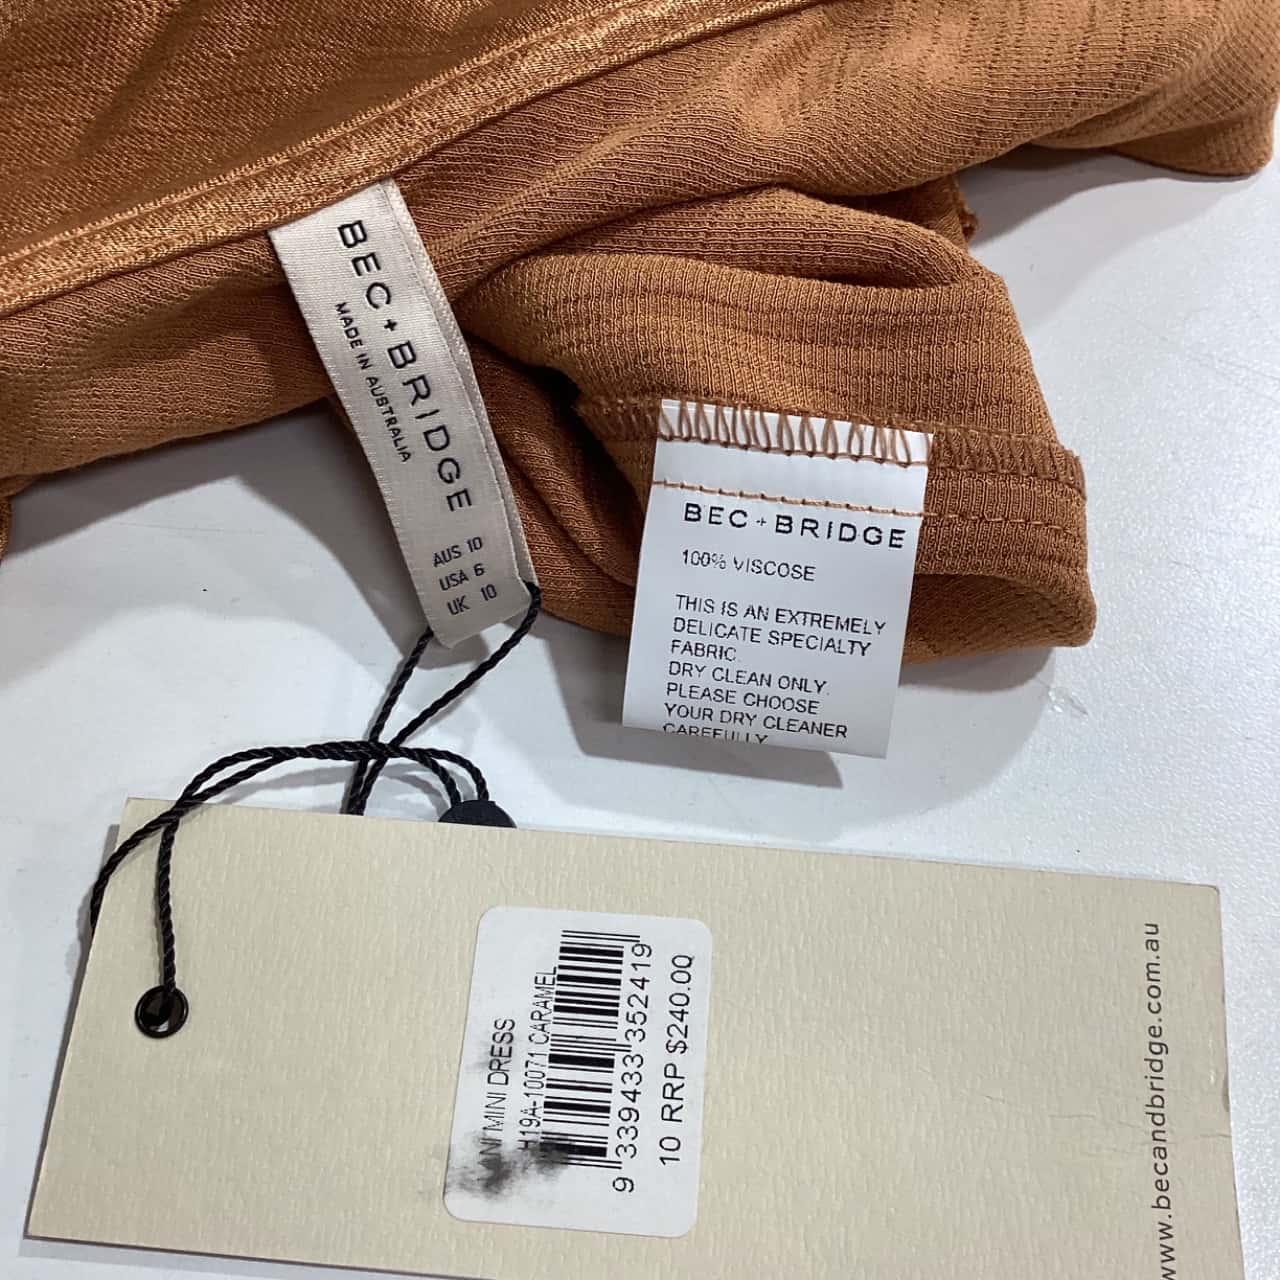 BEC + BRIDGE
MADE IN AUSTRALIA
AUS 10
USA 6
UK 10
BEC + BRIDGE
100% VISCOSE
THIS IS AN EXTREMELY
DELICATE SPECIALTY
FABRIC.
DRY CLEAN ONLY.
PLEASE CHOOSE
YOUR DRY CLEANER
CAREFULLY
MINI DRESS
H19A-10071 CARAMEL
9 339433 352419
10 RRP $240.00
www.becandbridge.com.au